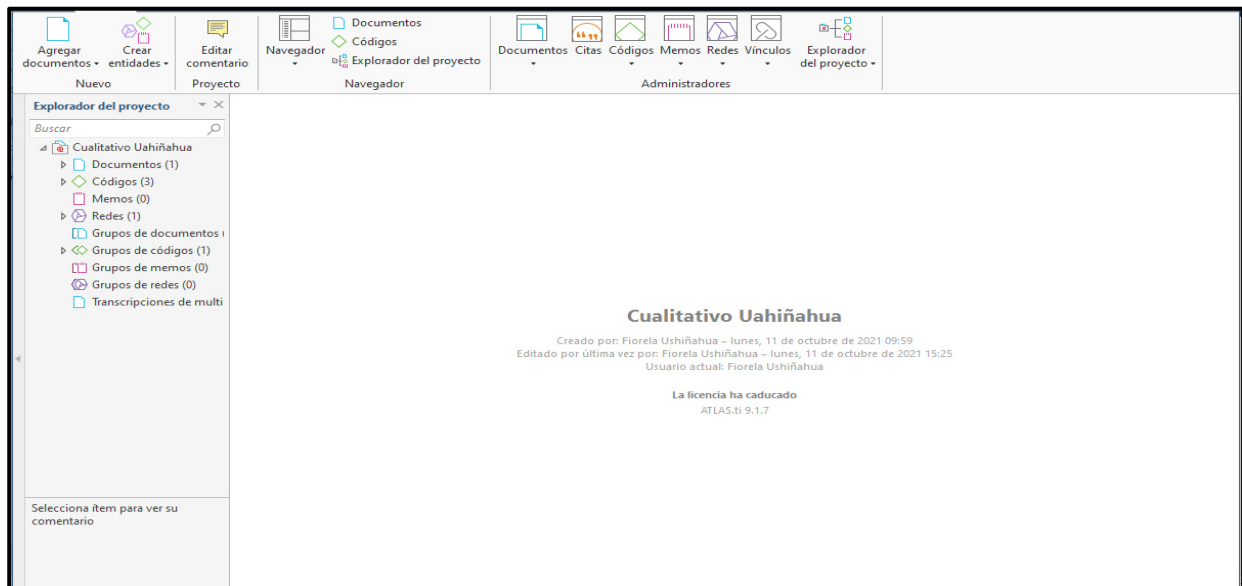 Agregar documentos
Crear entidades
Nuevo
Editar comentario
Proyecto
Navegador
Documentos
Códigos
Explorador del proyecto
Navegador
Documentos
Citas
Códigos
Memos
Redes
Vínculos
Explorador del proyecto
Administradores
Explorador del proyecto
Buscar
Cualitativo Uahiñahua
Documentos (1)
Códigos (3)
Memos (0)
Redes (1)
Grupos de documentos (
Grupos de códigos (1)
Grupos de memos (0)
Grupos de redes (0)
Transcripciones de multi
Selecciona ítem para ver su
comentario
Cualitativo Uahiñahua
Creado por: Fiorela Ushiñahua – lunes, 11 de octubre de 2021 09:59
Editado por última vez por: Fiorela Ushiñahua – lunes, 11 de octubre de 2021 15:25
Usuario actual: Fiorela Ushiñahua
La licencia ha caducado
ATLAS.ti 9.1.7